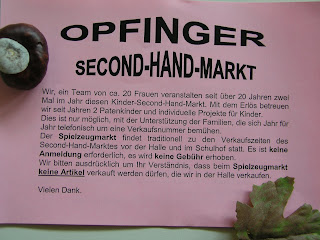 OPFINGER
SECOND-HAND-MARKT
Wir, ein Team von ca. 20 Frauen veranstalten seit über 20 Jahren zwei
Mal im Jahr diesen Kinder-Second-Hand-Markt. Mit dem Erlös betreuen
wir seit Jahren 2 Patenkinder und individuelle Projekte für Kinder.
Dies ist nur möglich, mit der Unterstützung der Familien, die sich Jahr für
Jahr telefonisch um eine Verkaufsnummer bemühen.
Der Spielzeugmarkt findet traditionell zu den Verkaufszeiten des
Second-Hand-Marktes vor der Halle und im Schulhof statt. Es ist keine
Anmeldung erforderlich, es wird keine Gebühr erhoben.
Wir bitten ausdrücklich um Ihr Verständnis, dass beim Spielzeugmarkt
keine Artikel verkauft werden dürfen, die wir in der Halle verkaufen.
Vielen Dank.